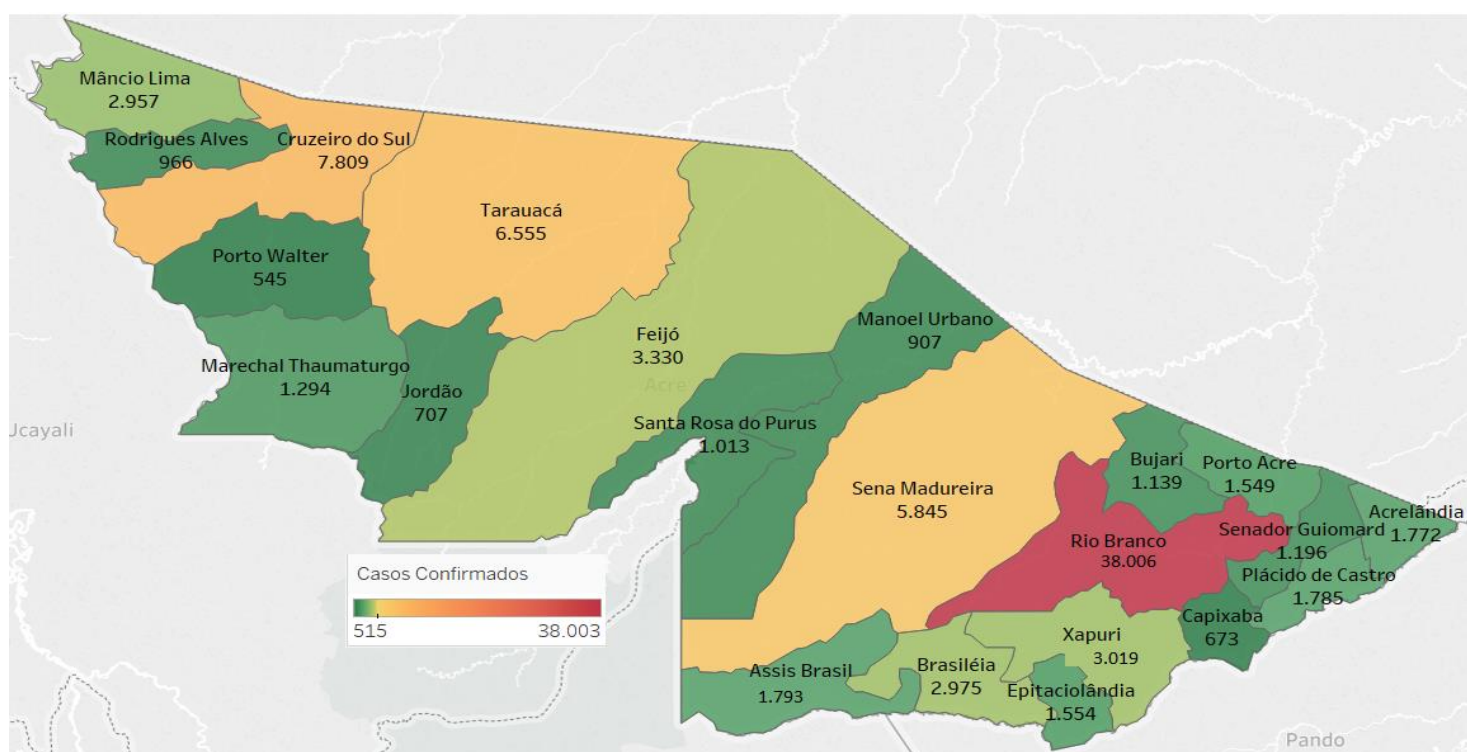 Mâncio Lima
2.957
Rodrigues Alves
966
Cruzeiro do Sul
7.809
Tarauacá
6.555
Porto Walter
545
Marechal Thaumaturgo
1.294
Jordão
707
Feijó
3.330
Acre
Manoel Urbano
907
Santa Rosa do Purus
1.013
Sena Madureira
5.845
Bujari
1.139
Porto Acre
1.549
Acrelândia
1.772
Senador Guiomard
1.196
Rio Branco
38.006
Plácido de Castro
1.785
Capixaba
673
Xapuri
3.019
Assis Brasil
1.793
Brasiléia
2.975
Epitaciolândia
1.554
Ucayali
Casos Confirmados
515 38.003
Pando